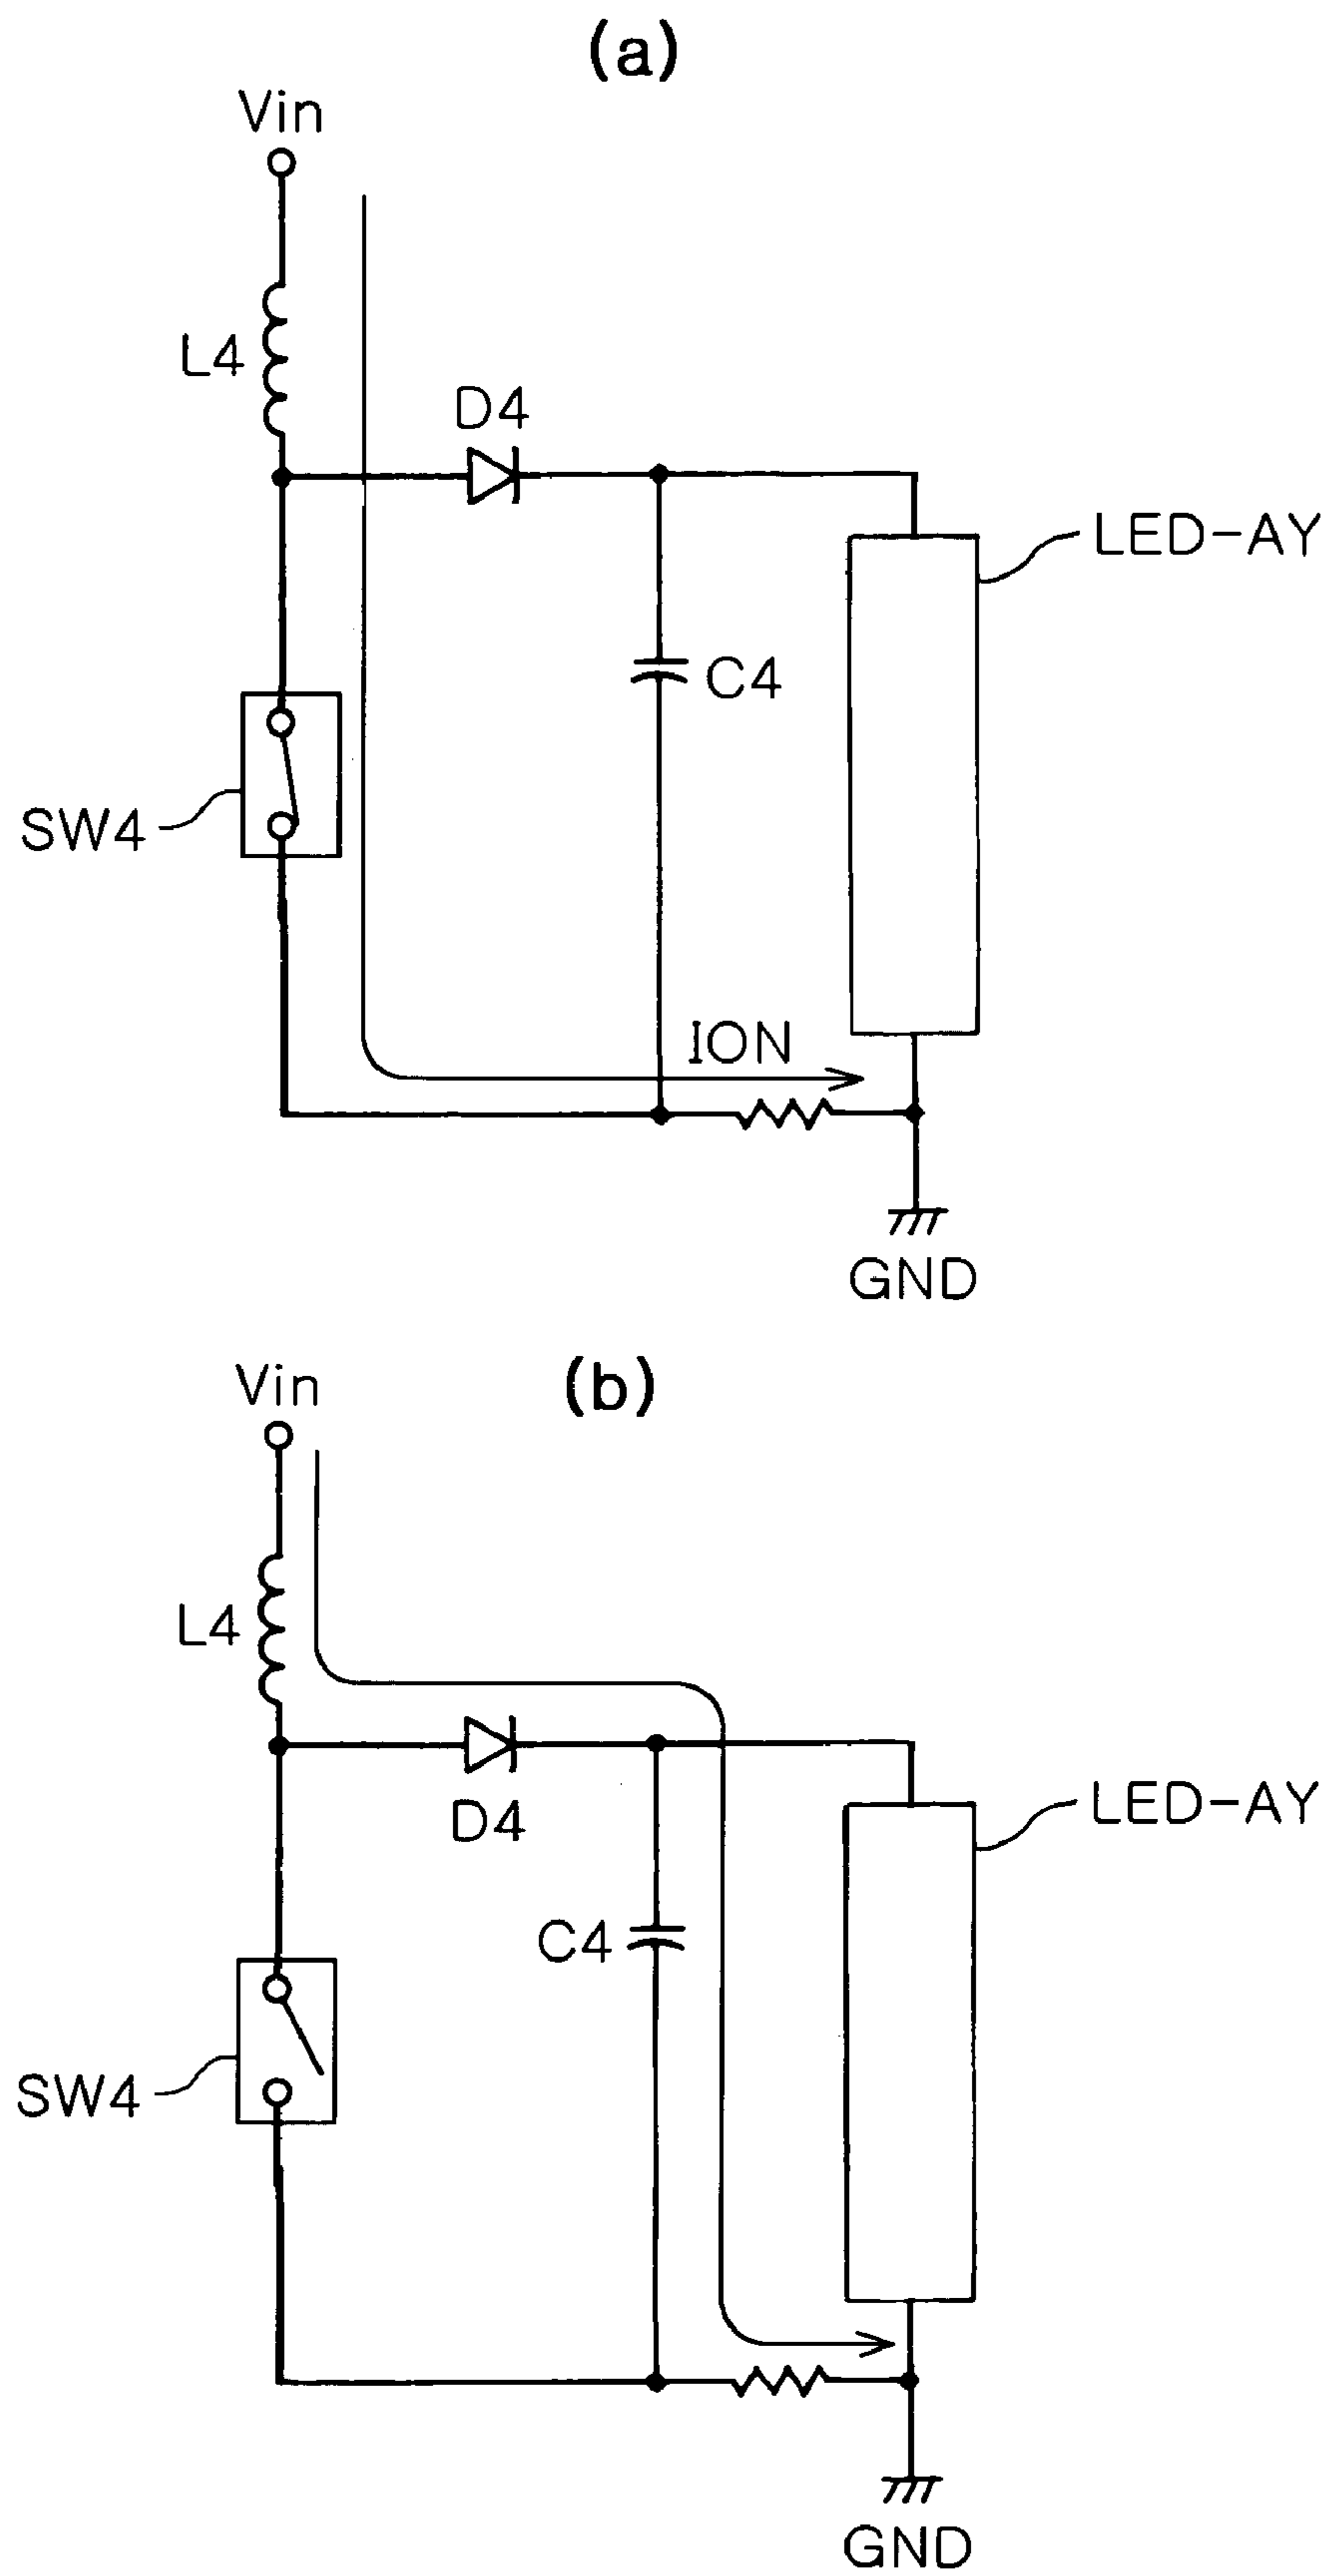 (a)
Vin
L4
D4
LED-AY
C4
SW4
ION
GND
(b)
Vin
L4
D4
LED-AY
C4
SW4
GND